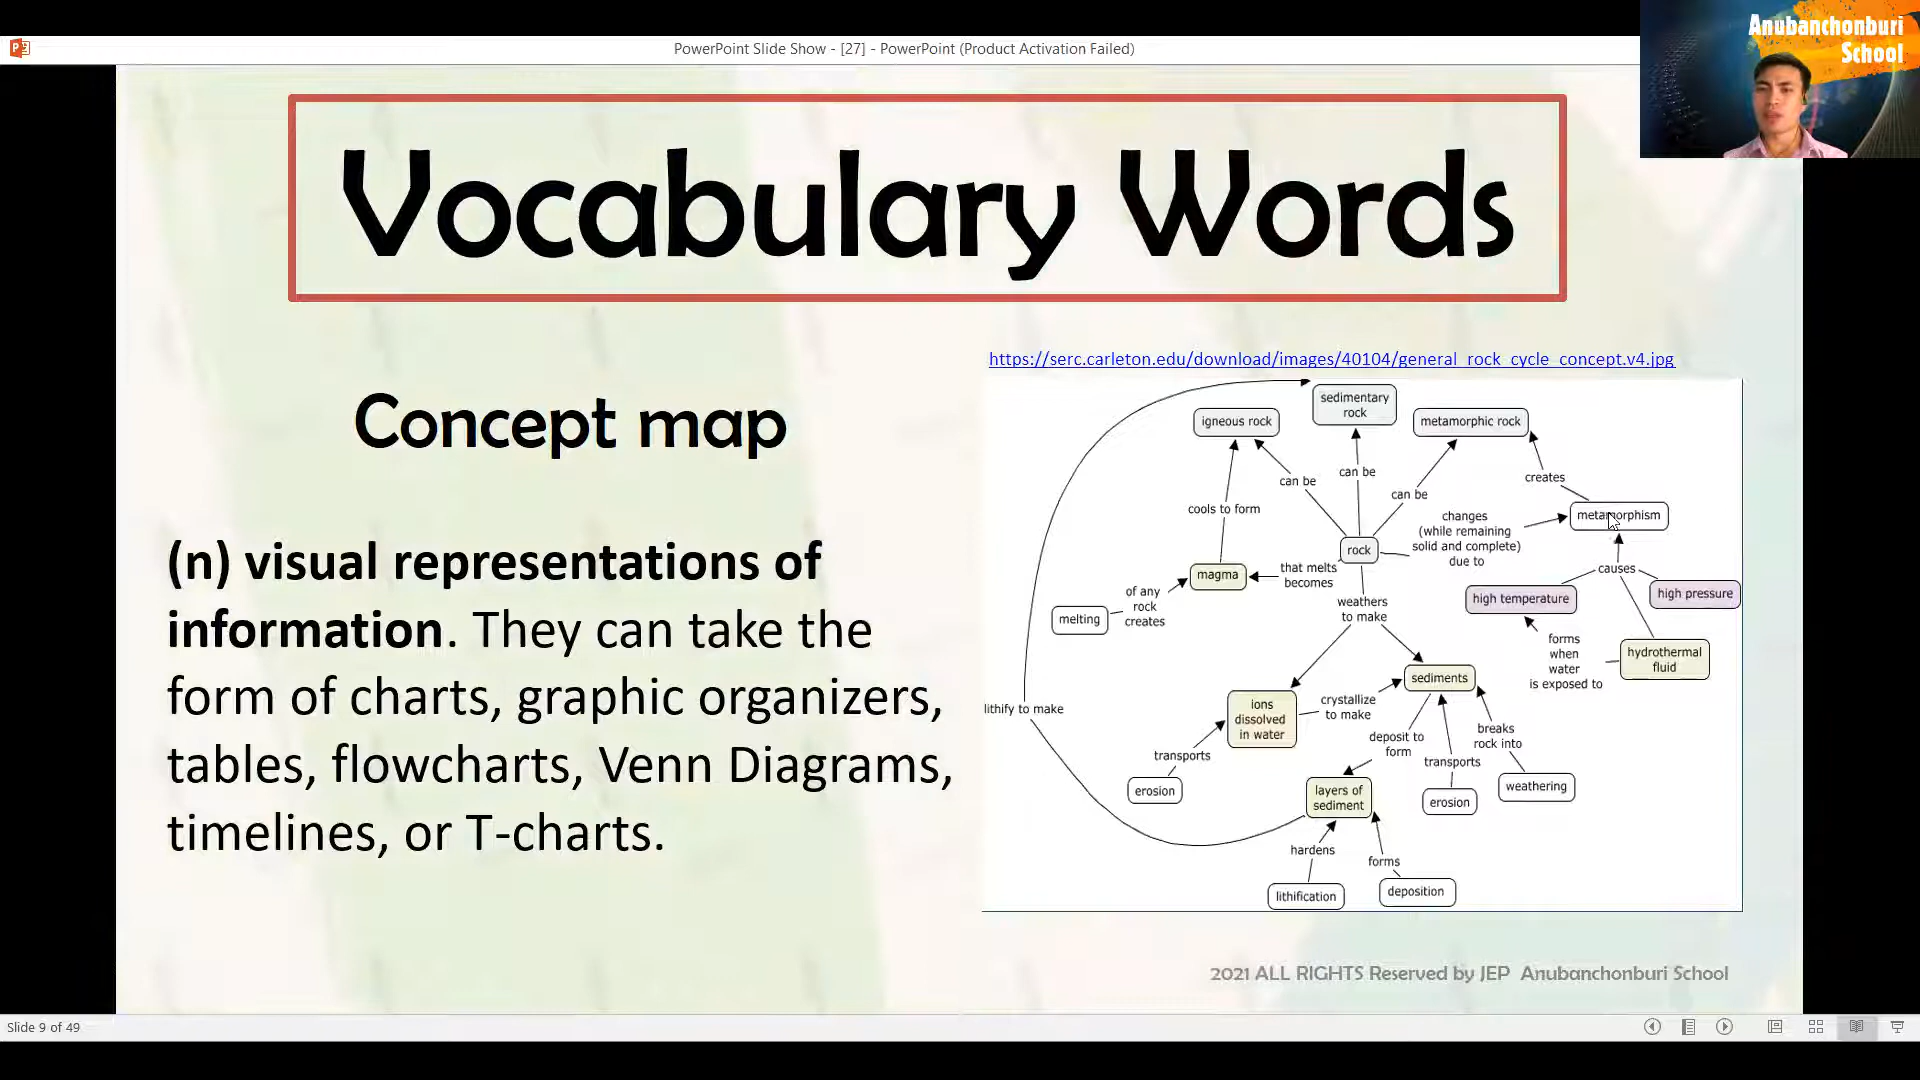 PowerPoint Slide Show - [27] - PowerPoint (Product Activation Failed)
Anubanchonburi
School
Vocabulary Words
https://serc.carleton.edu/download/images/40104/general_rock_cycle_concept.v4.jpg
Concept map
(n) visual representations of
information. They can take the
form of charts, graphic organizers,
tables, flowcharts, Venn Diagrams,
timelines, or T-charts.
sedimentary
rock
igneous rock
metamorphic rock
can be
can be
can be
creates
cools to form
metamorphism
changes
(while remaining
solid and complete)
due to
rock
magma
that melts
becomes
causes
high temperature
high pressure
of any
rock
creates
melting
weathers
to make
forms
when
water
is exposed to
hydrothermal
fluid
sediments
ions
dissolved
in water
crystallize
to make
lithify to make
breaks
rock into
deposit to
form
transports
transports
erosion
weathering
layers of
sediment
erosion
hardens
forms
lithification
deposition
2021 ALL RIGHTS Reserved by JEP Anubanchonburi School
Slide 9 of 49